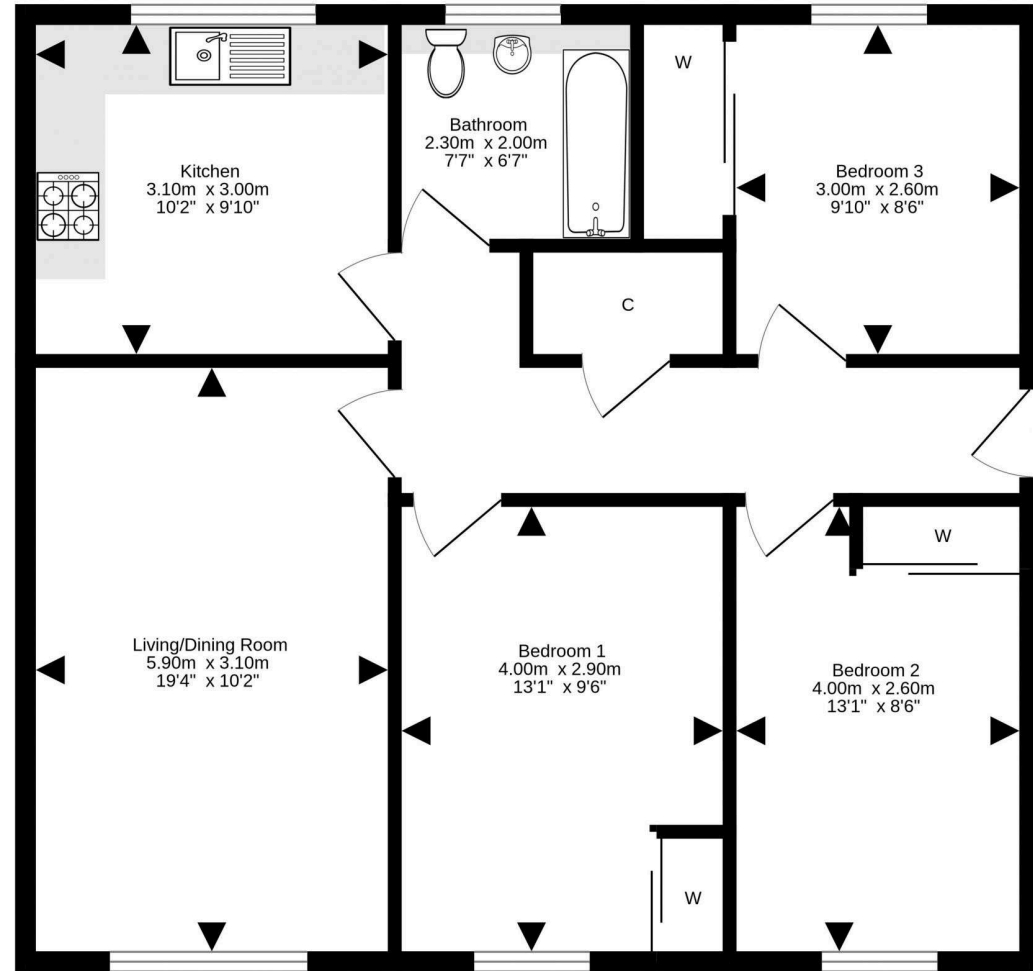 Kitchen
3.10m x 3.00m
10'2" x 9'10"
Bathroom
2.30m x 2.00m
7'7" x 6'7"
W
Bedroom 3
3.00m x 2.60m
9'10" x 8'6"
C
Living/Dining Room
5.90m x 3.10m
19'4" x 10'2"
Bedroom 1
4.00m x 2.90m
13'1" x 9'6"
W
W
Bedroom 2
4.00m x 2.60m
13'1" x 8'6"